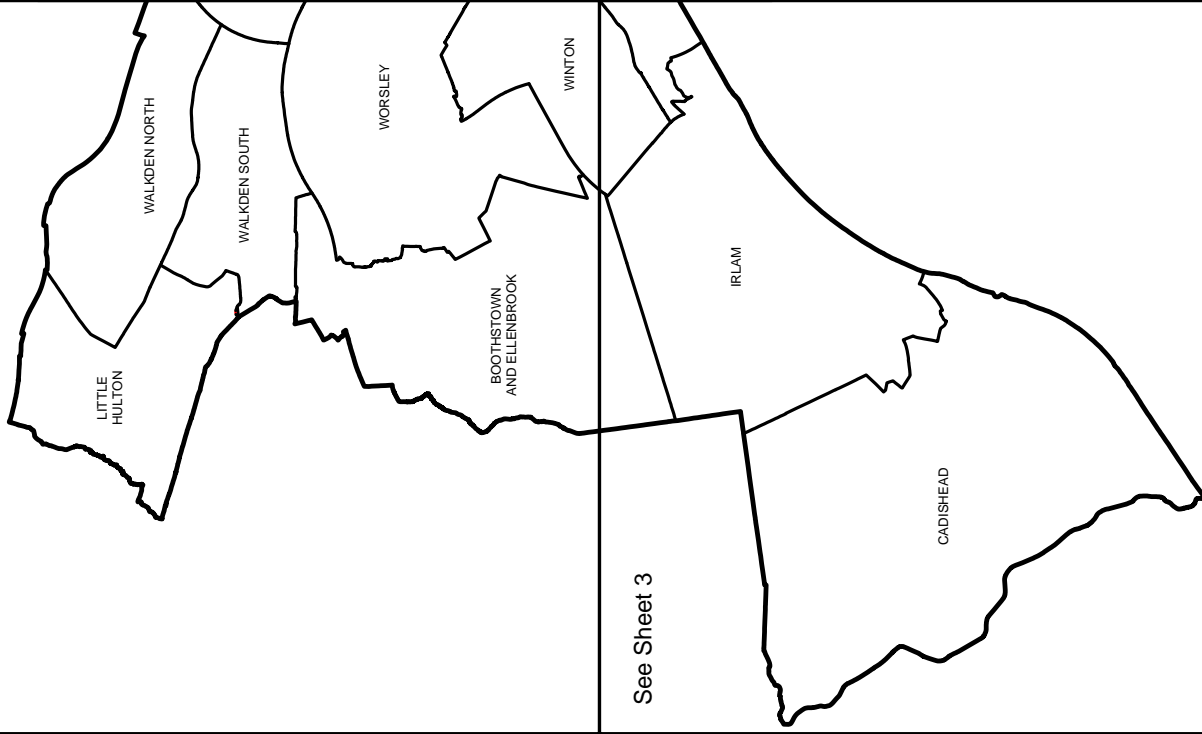 WALKDEN NORTH
WALKDEN SOUTH
WORSLEY
WINTON
LITTLE
HULTON
BOOTHSTOWN
AND ELLENBROOK
IRLAM
CADISHEAD
See Sheet 3